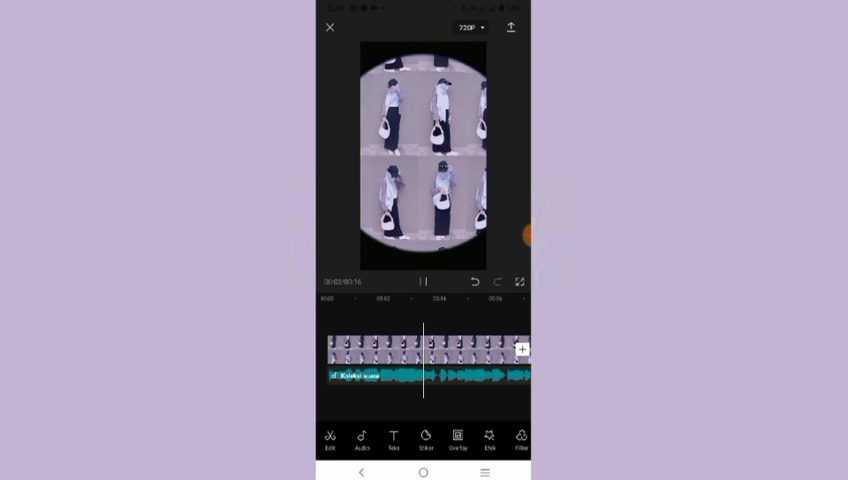 720P
00:03/00:16
00:00 00:02 00:04 00:06
Koleksi suara
Edit Audio Teks Stiker Overlay Efek Filter